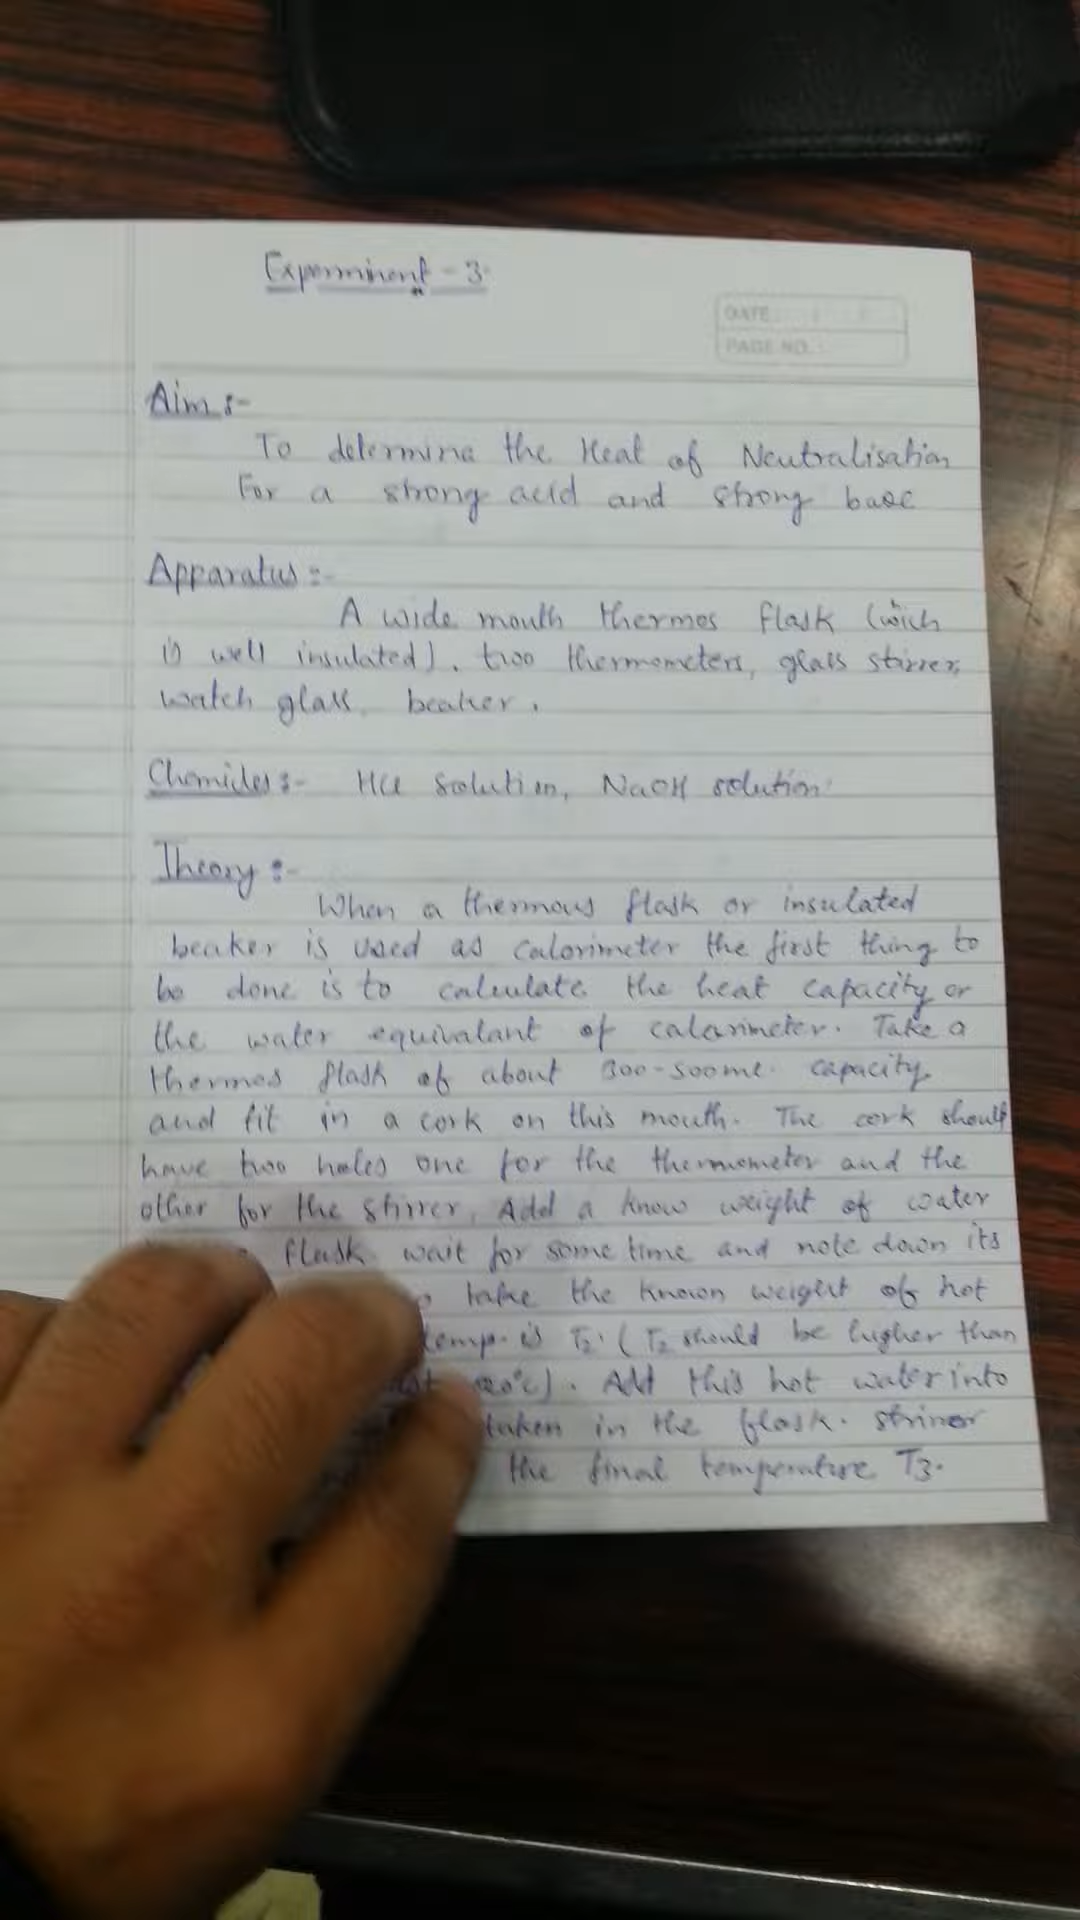 Experminent - 3.
DATE
PAGE NO.:
Aim :-
To determine the Heat of Neutralisation
For a strong acid and strong base
Apparatus :-
A wide mouth thermos flask (wich
is well insulated), two thermometers, glass stirrer,
watch glass, beaker.
Chemicles :- HCl solution, NaOH solution.
Theory :-
When a thermous flask or insulated
beaker is used as calorimeter the first thing to
be done is to calculate the heat capacity or
the water equivalant of calorimeter. Take a
thermos flask of about 300-500ml. capacity
and fit in a cork on this mouth. The cork should
have two holes one for the thermometer and the
other for the stirrer, Add a know weight of water
flask wait for some time and note down its
take the known weight of hot
temp. is T2. (T2 should be higher than
20°C). Add this hot water into
taken in the flask. strirer
the final temperature T3.